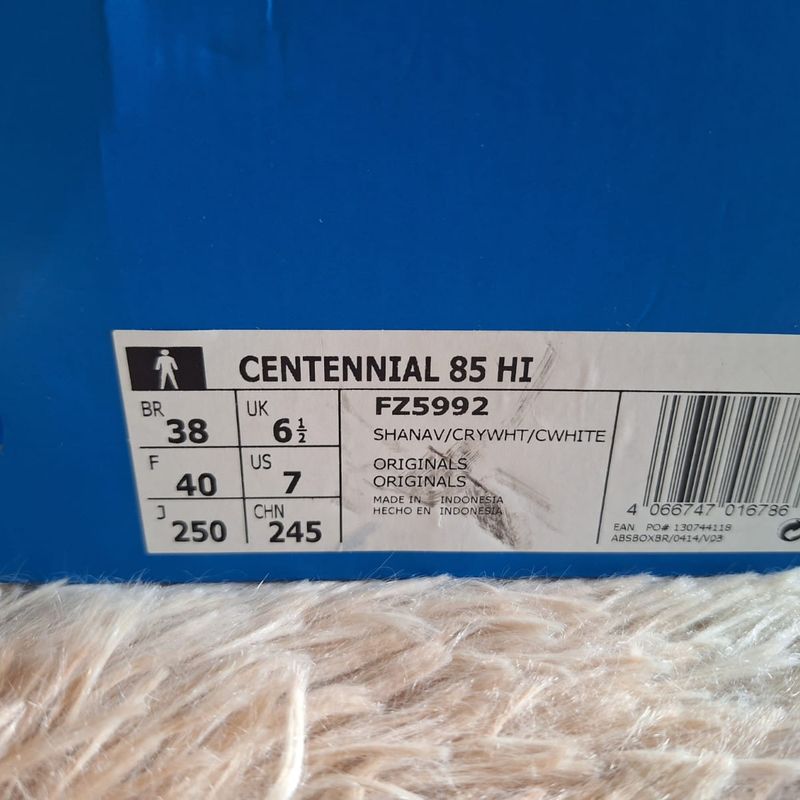 CENTENNIAL 85 HI
BR 38 UK 6½
F 40 US 7
J 250 CHN 245
FZ5992
SHANAV/CRYWHT/CWHITE
ORIGINALS
ORIGINALS
MADE IN INDONESIA
HECHO EN INDONESIA
4 066747 016786
EAN PO# 130744118
ABSBOXBR/0414/V03